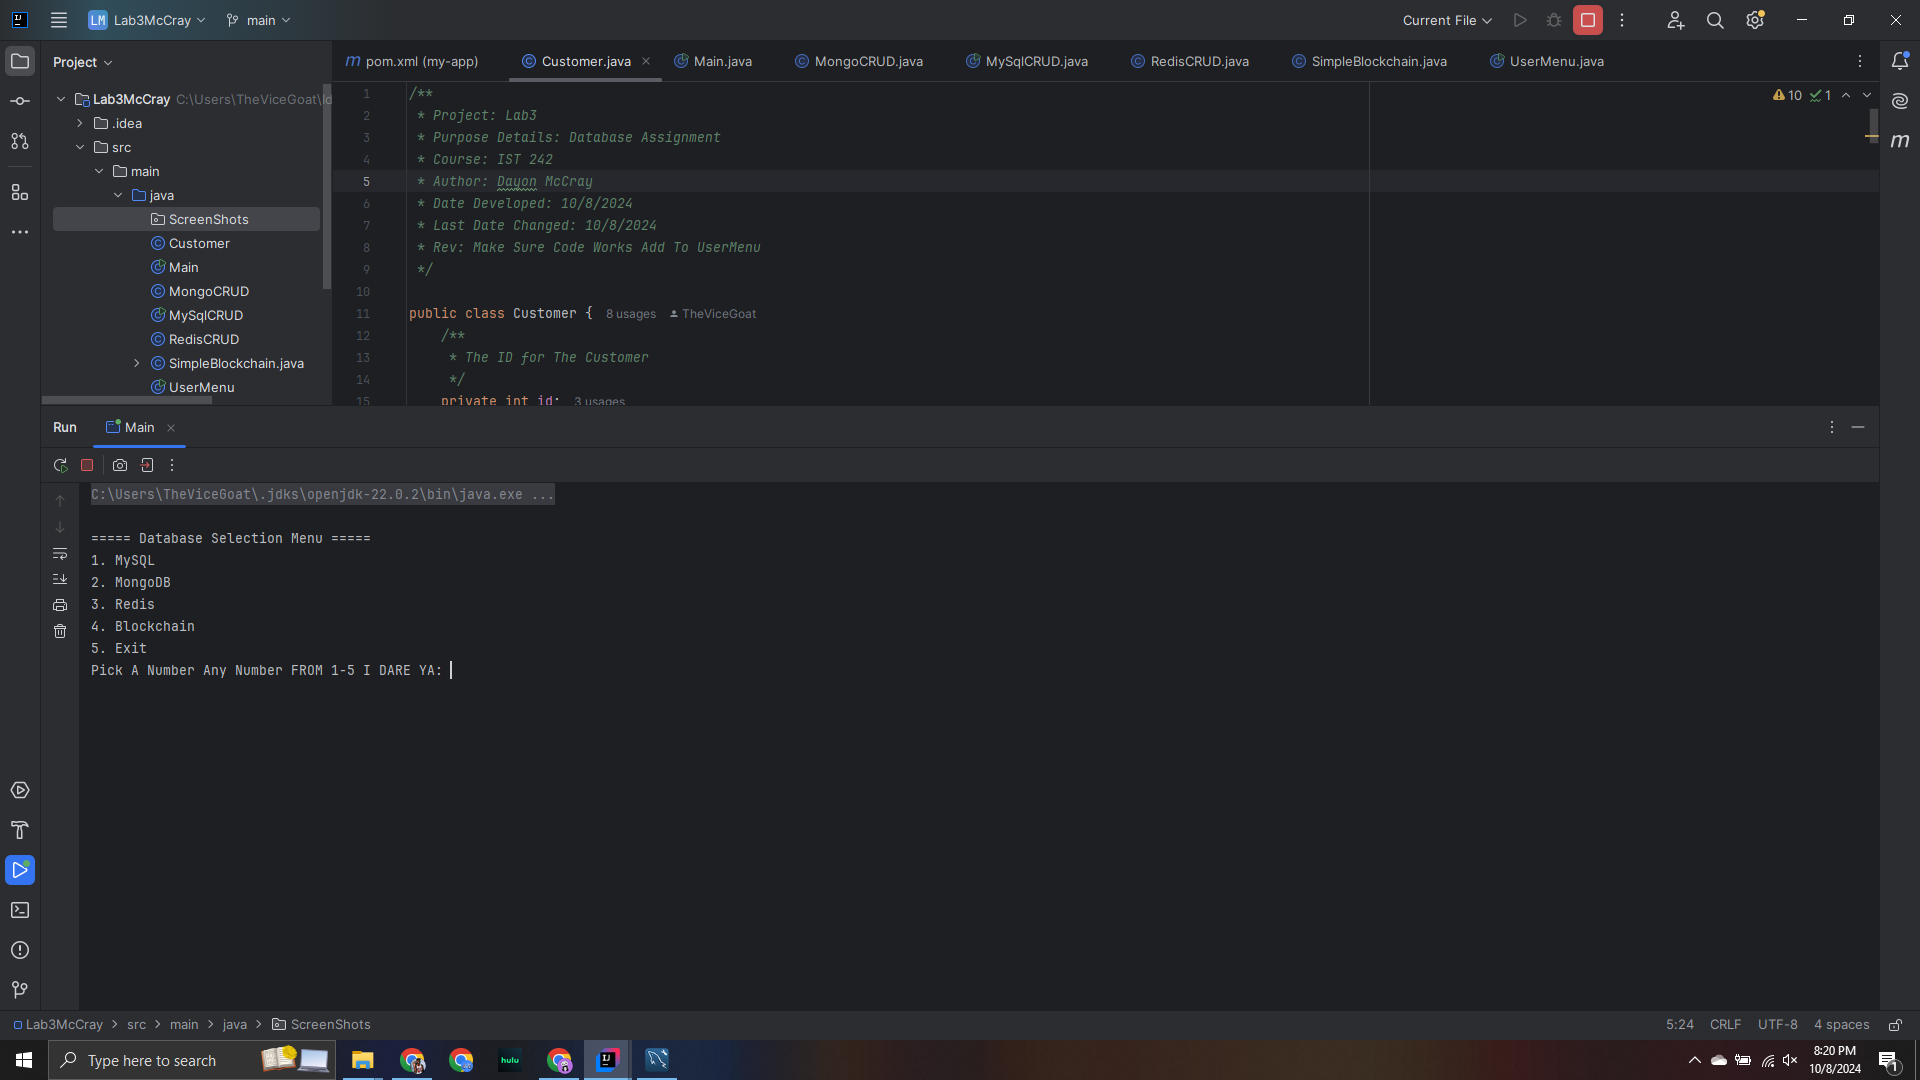 LM Lab3McCray main Current File
Project
pom.xml (my-app) Customer.java Main.java MongoCRUD.java MySqlCRUD.java RedisCRUD.java SimpleBlockchain.java UserMenu.java
Lab3McCray C:\Users\TheViceGoat\Id
.idea
src
main
java
ScreenShots
Customer
Main
MongoCRUD
MySqlCRUD
RedisCRUD
SimpleBlockchain.java
UserMenu
10 1
1 /**
2 * Project: Lab3
3 * Purpose Details: Database Assignment
4 * Course: IST 242
5 * Author: Dayon McCray
6 * Date Developed: 10/8/2024
7 * Last Date Changed: 10/8/2024
8 * Rev: Make Sure Code Works Add To UserMenu
9 */
10
11 public class Customer { 8 usages TheViceGoat
12 /**
13 * The ID for The Customer
14 */
15 private int id; 3 usages
Run Main
C:\Users\TheViceGoat\.jdks\openjdk-22.0.2\bin\java.exe ...
===== Database Selection Menu =====
1. MySQL
2. MongoDB
3. Redis
4. Blockchain
5. Exit
Pick A Number Any Number FROM 1-5 I DARE YA:
Lab3McCray > src > main > java > ScreenShots 5:24 CRLF UTF-8 4 spaces
Type here to search hulu 8:20 PM
10/8/2024 1